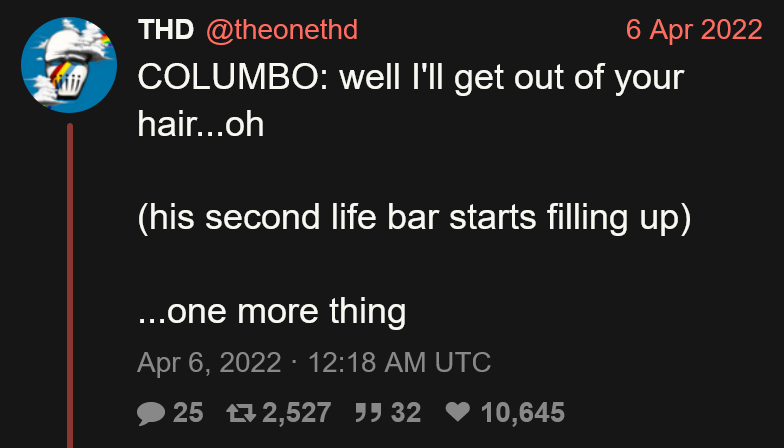 THD @theonethd 6 Apr 2022
COLUMBO: well I'll get out of your
hair...oh
(his second life bar starts filling up)
...one more thing
Apr 6, 2022 · 12:18 AM UTC
25 2,527 32 10,645